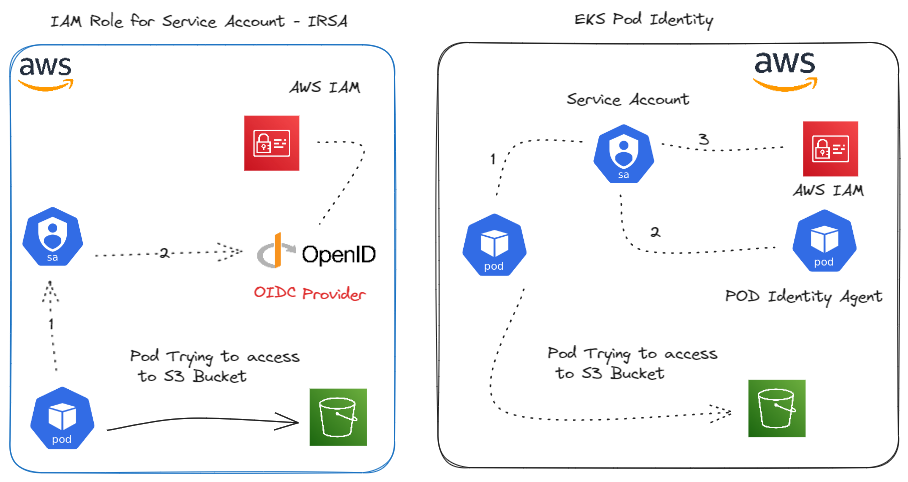 IAM Role for Service Account - IRSA
aws
AWS IAM
sa
2
OpenID
OIDC Provider
1
Pod Trying to access
to S3 Bucket
pod
EKS Pod Identity
aws
Service Account
1
3
sa
AWS IAM
2
pod
pod
POD Identity Agent
Pod Trying to access
to S3 Bucket